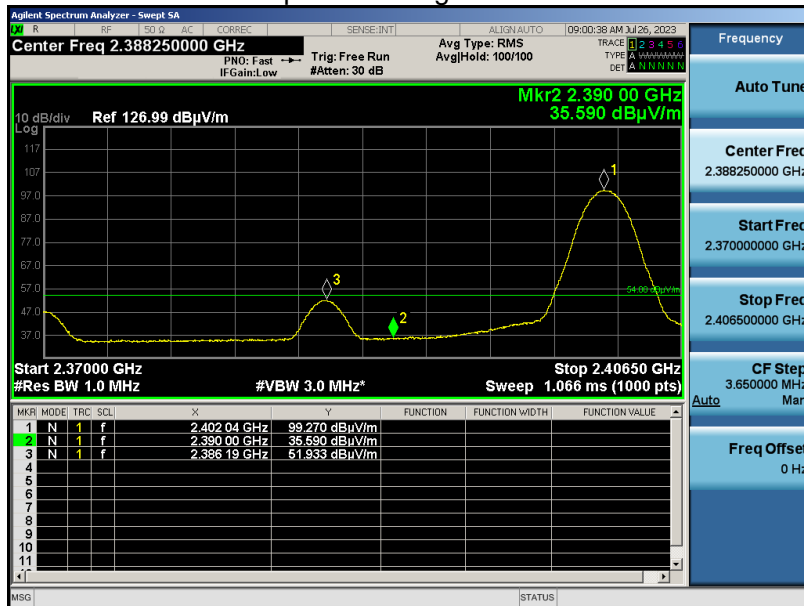 Agilent Spectrum Analyzer - Swept SA
LXI R RF 50 Ω AC CORREC SENSE:INT ALIGN AUTO 09:00:38 AM Jul 26, 2023
Center Freq 2.388250000 GHz
PNO: Fast
IFGain:Low
Trig: Free Run
#Atten: 30 dB
Avg Type: RMS
Avg|Hold: 100/100
TRACE 1 2 3 4 5 6
TYPE A WWWWW
DET A N N N N N
Mkr2 2.390 00 GHz
35.590 dBµV/m
10 dB/div Ref 126.99 dBµV/m
Log
117
107
97.0
87.0
77.0
67.0
57.0
47.0
37.0
1
2
3
54.00 dBµV/m
Start 2.37000 GHz Stop 2.40650 GHz
#Res BW 1.0 MHz #VBW 3.0 MHz* Sweep 1.066 ms (1000 pts)
MKR MODE TRC SCL X Y FUNCTION FUNCTION WIDTH FUNCTION VALUE
1 N 1 f 2.402 04 GHz 99.270 dBµV/m
2 N 1 f 2.390 00 GHz 35.590 dBµV/m
3 N 1 f 2.386 19 GHz 51.933 dBµV/m
4
5
6
7
8
9
10
11
MSG STATUS
Frequency
Auto Tune
Center Freq
2.388250000 GHz
Start Freq
2.370000000 GHz
Stop Freq
2.406500000 GHz
CF Step
3.650000 MHz
Auto Man
Freq Offset
0 Hz